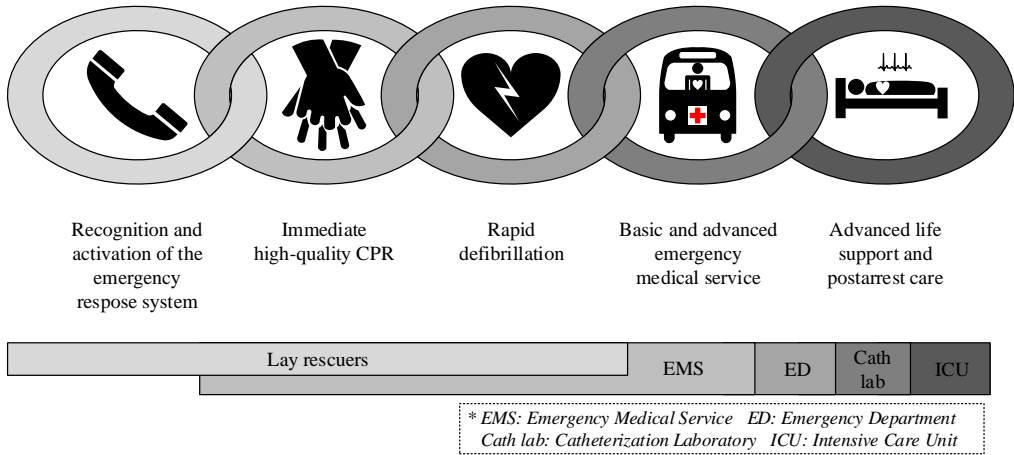 Recognition and
activation of the
emergency
respose system
Immediate
high-quality CPR
Rapid
defibrillation
Basic and advanced
emergency
medical service
Advanced life
support and
postarrest care
Lay rescuers
EMS
ED
Cath
lab
ICU
* EMS: Emergency Medical Service   ED: Emergency Department
Cath lab: Catheterization Laboratory   ICU: Intensive Care Unit